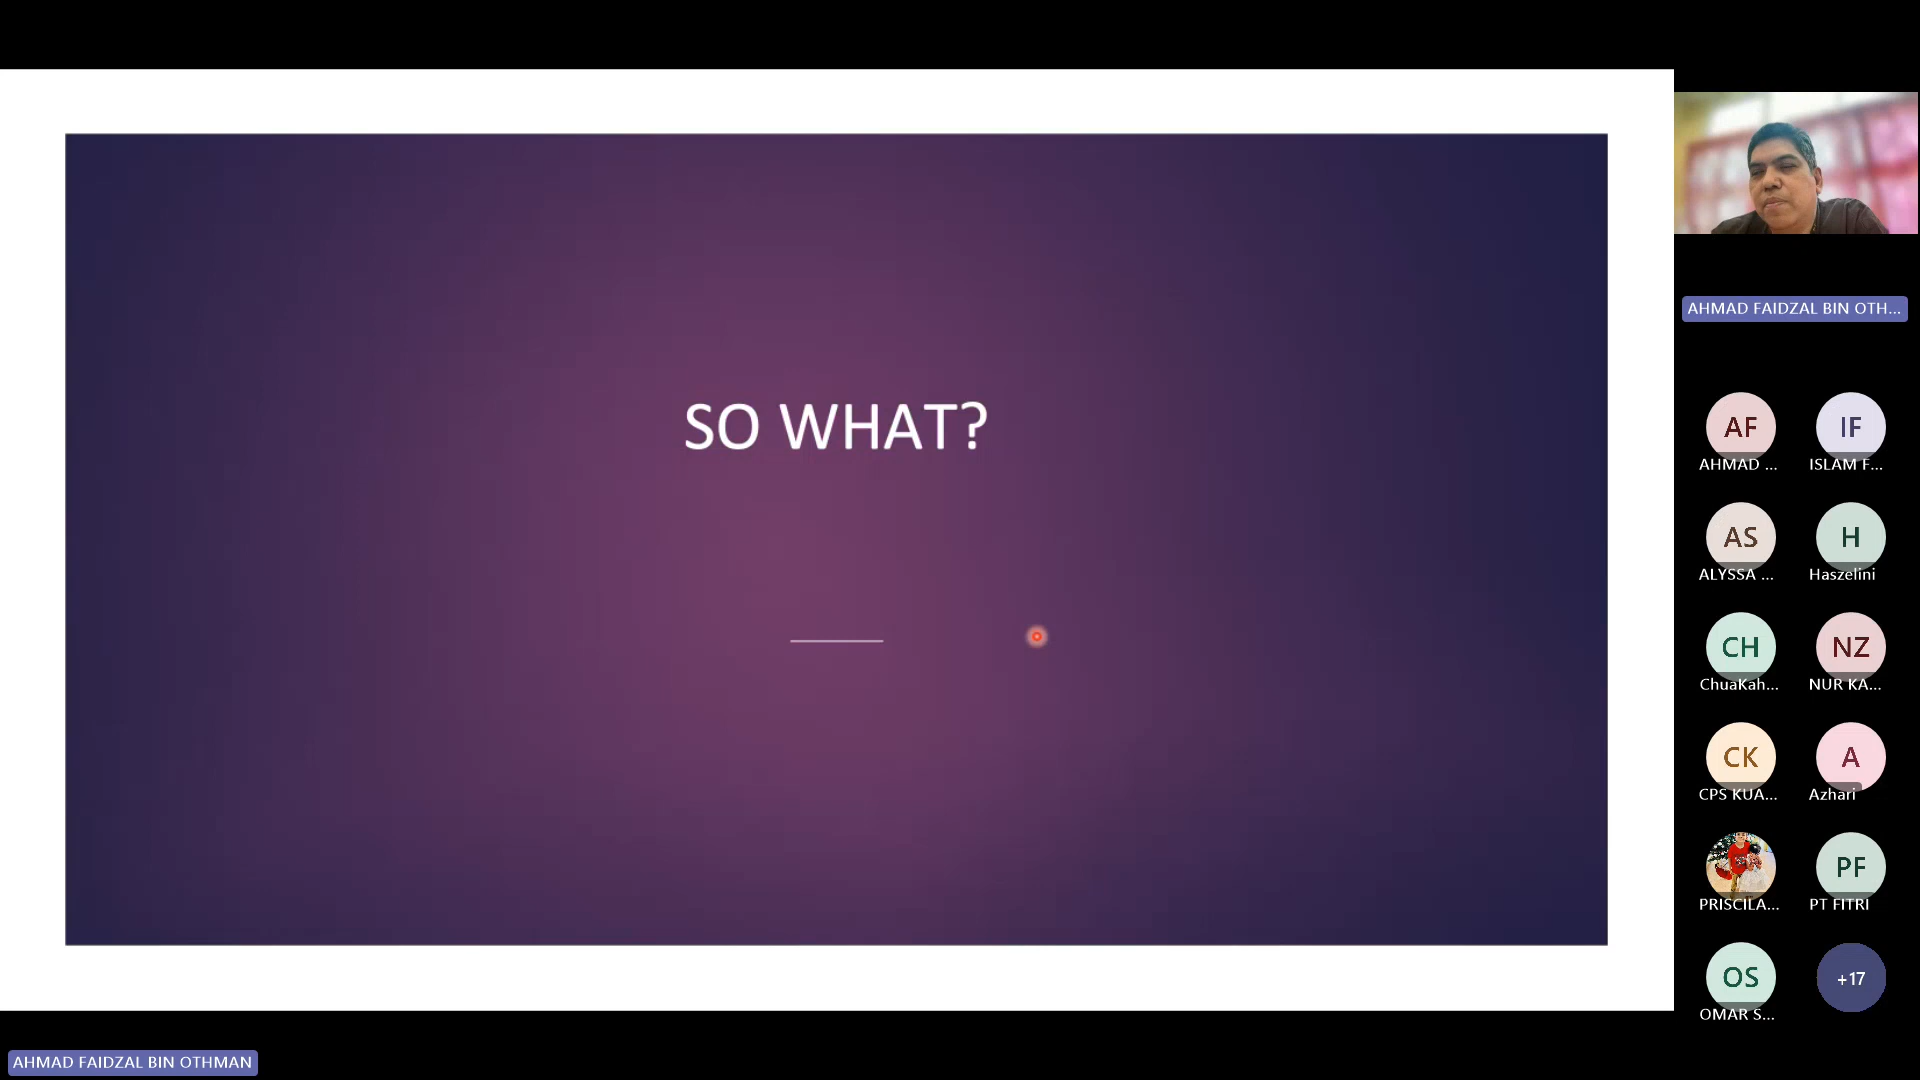 SO WHAT?
AHMAD FAIDZAL BIN OTH...
AF
AHMAD ...
IF
ISLAM F...
AS
ALYSSA ...
H
Haszelini
CH
ChuaKah...
NZ
NUR KA...
CK
CPS KUA...
A
Azhari
PRISCILA...
PF
PT FITRI
OS
OMAR S...
+17
AHMAD FAIDZAL BIN OTHMAN